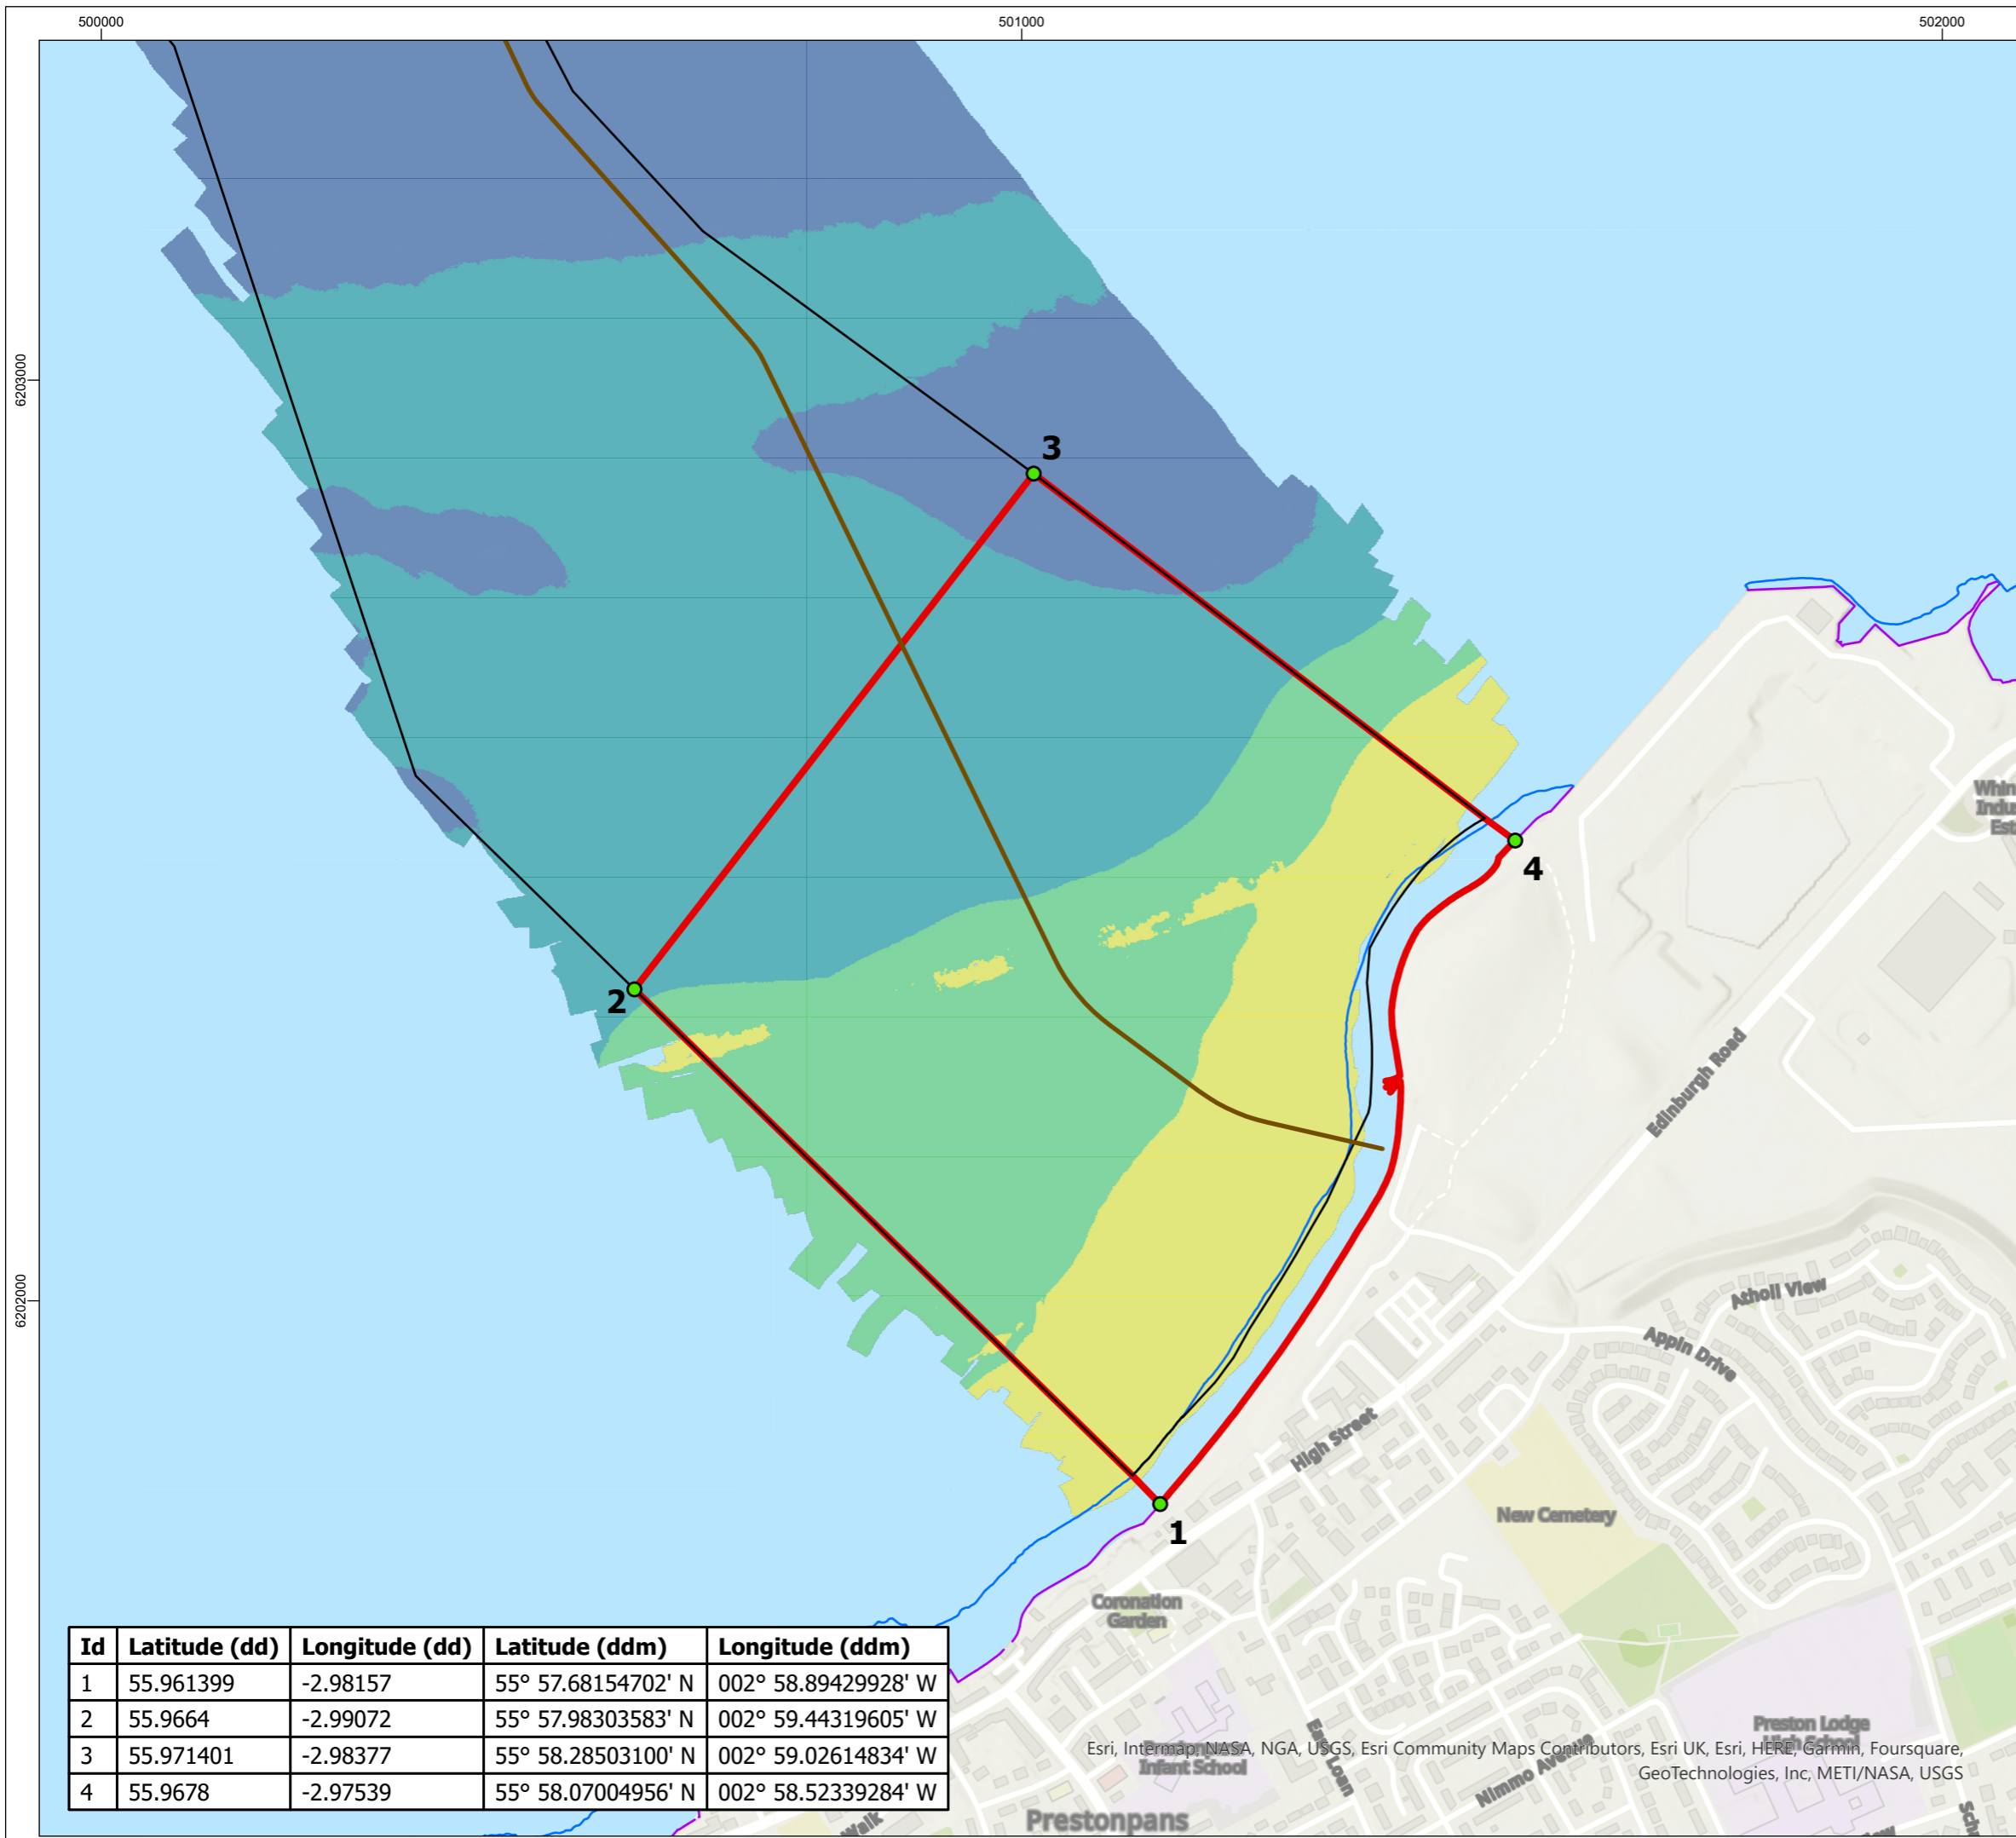 500000
501000
502000
6203000
6202000
3
4
2
1
Edinburgh Road
Atholl View
Appin Drive
High Street
New Cemetery
Coronation
Garden
Id Latitude (dd) Longitude (dd) Latitude (ddm) Longitude (ddm)
1 55.961399 -2.98157 55° 57.68154702' N 002° 58.89429928' W
2 55.9664 -2.99072 55° 57.98303583' N 002° 59.44319605' W
3 55.971401 -2.98377 55° 58.28503100' N 002° 59.02614834' W
4 55.9678 -2.97539 55° 58.07004956' N 002° 58.52339284' W
Preston Lodge
High School
Infant School
Esri, Intermap, NASA, NGA, USGS, Esri Community Maps Contributors, Esri UK, Esri, HERE, Garmin, Foursquare,
GeoTechnologies, Inc, METI/NASA, USGS
Nimmo Avenue
Prestonpans
Walk